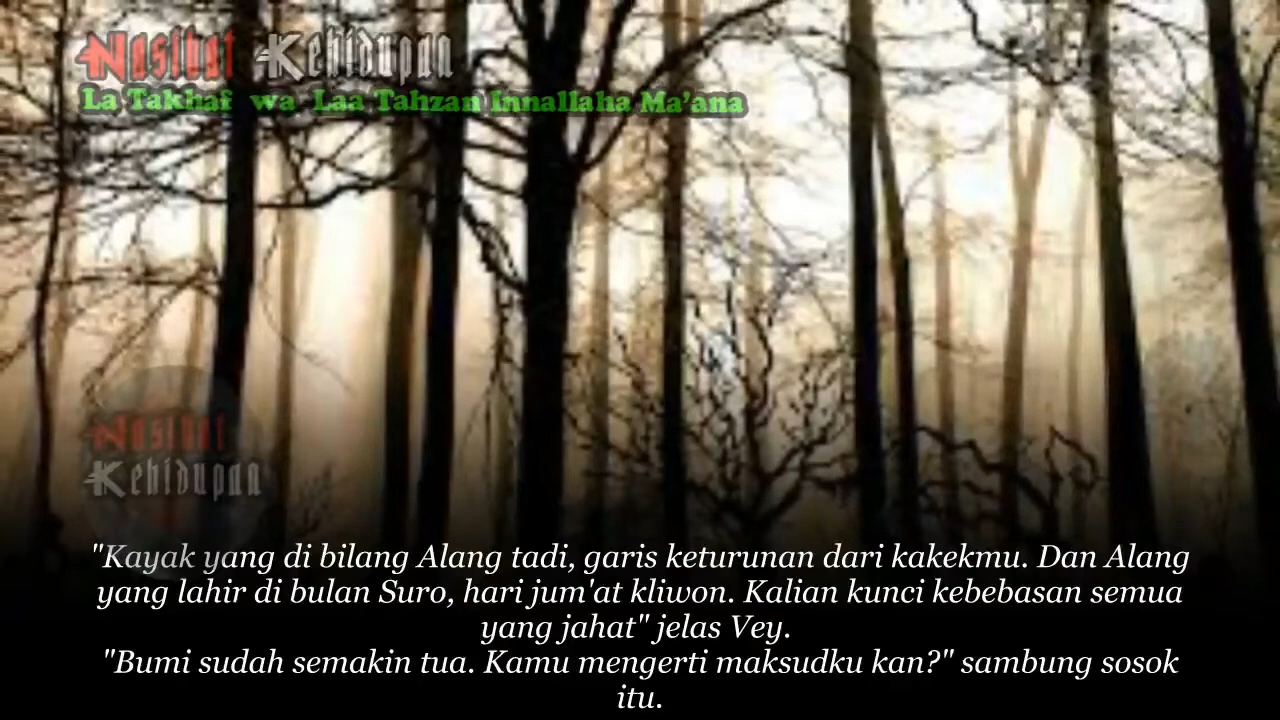 Nasihat Kehidupan
La Takhaf wa Laa Tahzan Innallaha Ma'ana
Nasihat
Kehidupan
"Kayak yang di bilang Alang tadi, garis keturunan dari kakekmu. Dan Alang
yang lahir di bulan Suro, hari jum'at kliwon. Kalian kunci kebebasan semua
yang jahat" jelas Vey.
"Bumi sudah semakin tua. Kamu mengerti maksudku kan?" sambung sosok
itu.